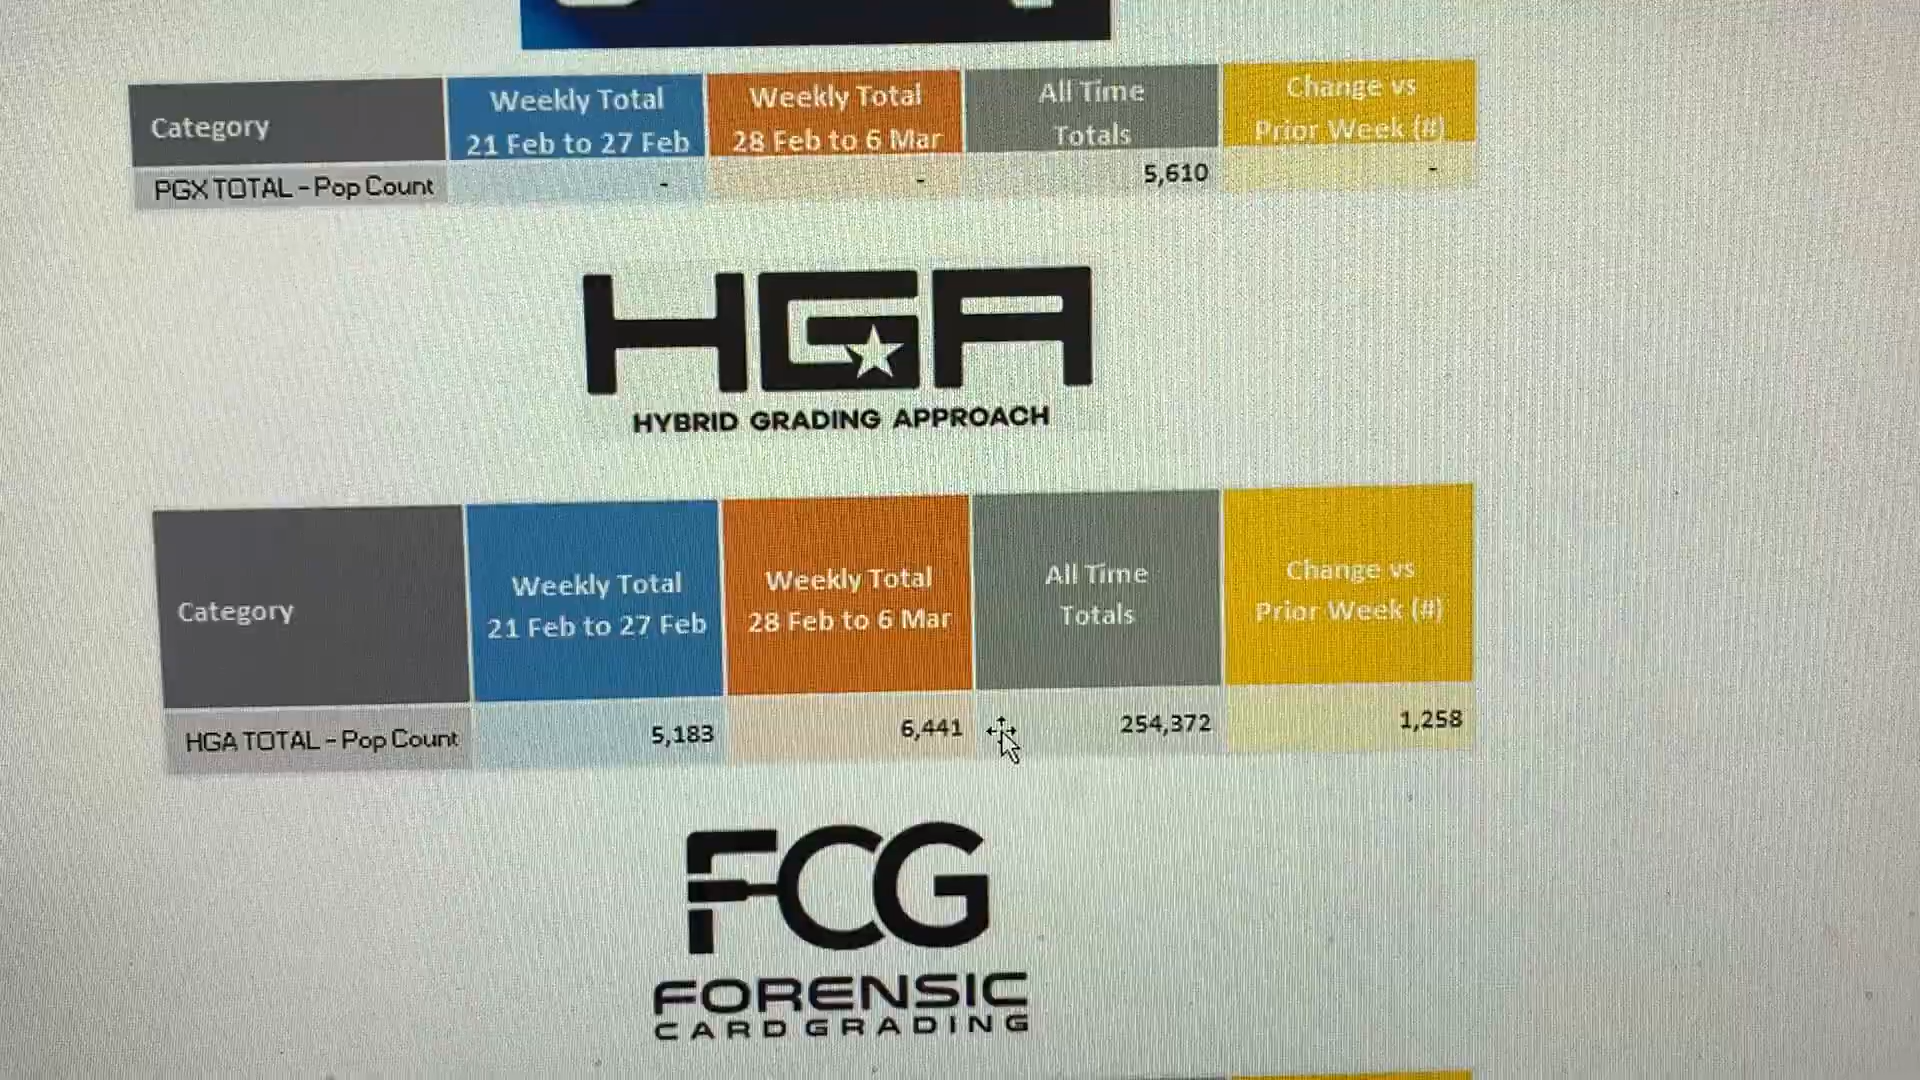 Category
Weekly Total
21 Feb to 27 Feb
Weekly Total
28 Feb to 6 Mar
All Time
Totals
Change vs
Prior Week (#)
PGX TOTAL - Pop Count - - 5,610 -
HGA
HYBRID GRADING APPROACH
Category
Weekly Total
21 Feb to 27 Feb
Weekly Total
28 Feb to 6 Mar
All Time
Totals
Change vs
Prior Week (#)
HGA TOTAL - Pop Count 5,183 6,441 254,372 1,258
FCG
FORENSIC
CARD GRADING